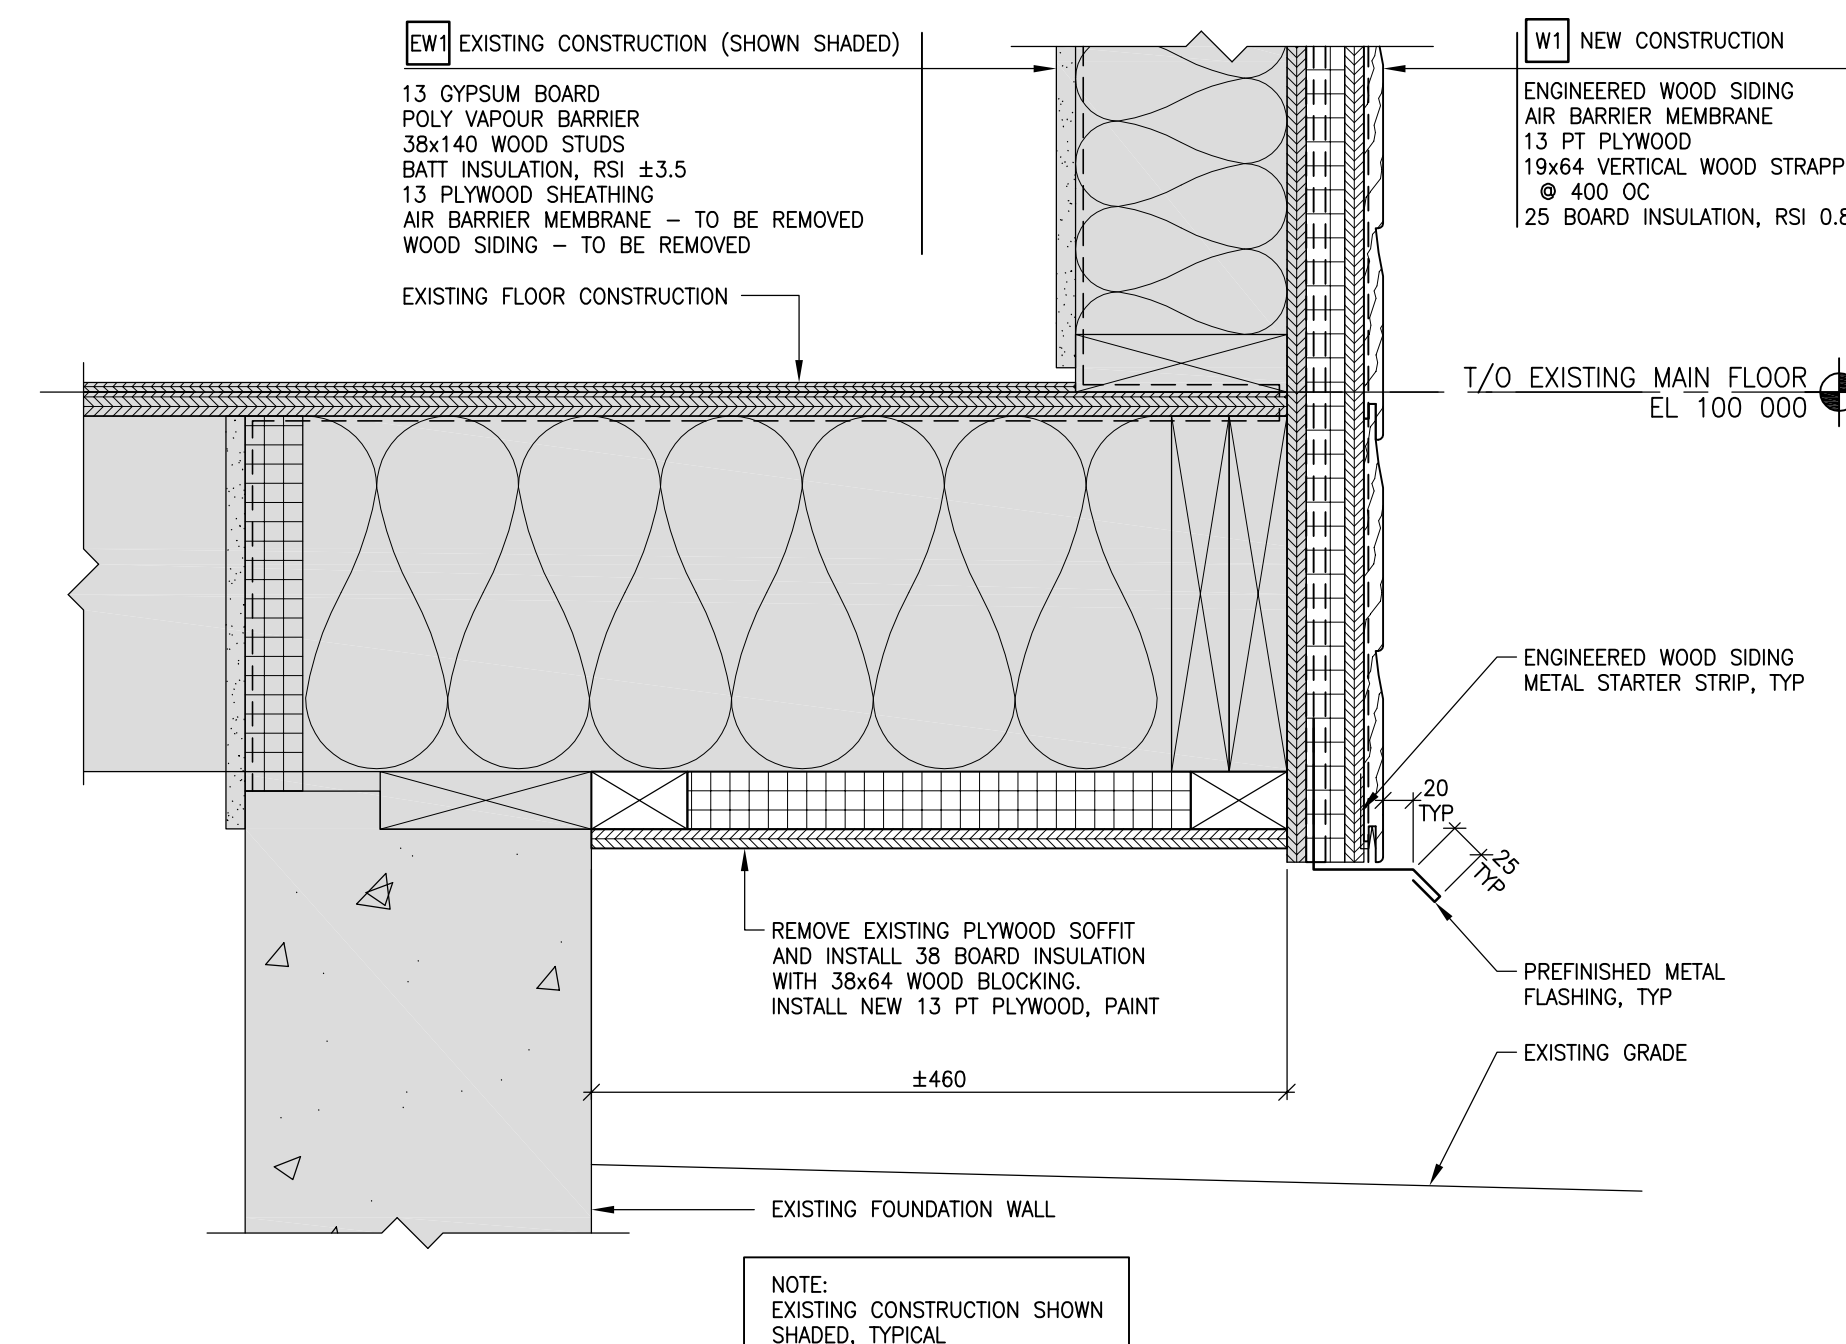 EW1 EXISTING CONSTRUCTION (SHOWN SHADED)
13 GYPSUM BOARD
POLY VAPOUR BARRIER
38x140 WOOD STUDS
BATT INSULATION, RSI ±3.5
13 PLYWOOD SHEATHING
AIR BARRIER MEMBRANE – TO BE REMOVED
WOOD SIDING – TO BE REMOVED
EXISTING FLOOR CONSTRUCTION
W1 NEW CONSTRUCTION
ENGINEERED WOOD SIDING
AIR BARRIER MEMBRANE
13 PT PLYWOOD
19x64 VERTICAL WOOD STRAPP
@ 400 OC
25 BOARD INSULATION, RSI 0.8
T/O EXISTING MAIN FLOOR
EL 100 000
ENGINEERED WOOD SIDING
METAL STARTER STRIP, TYP
20
TYP
25
TYP
REMOVE EXISTING PLYWOOD SOFFIT
AND INSTALL 38 BOARD INSULATION
WITH 38x64 WOOD BLOCKING.
INSTALL NEW 13 PT PLYWOOD, PAINT
PREFINISHED METAL
FLASHING, TYP
EXISTING GRADE
±460
EXISTING FOUNDATION WALL
NOTE:
EXISTING CONSTRUCTION SHOWN
SHADED, TYPICAL